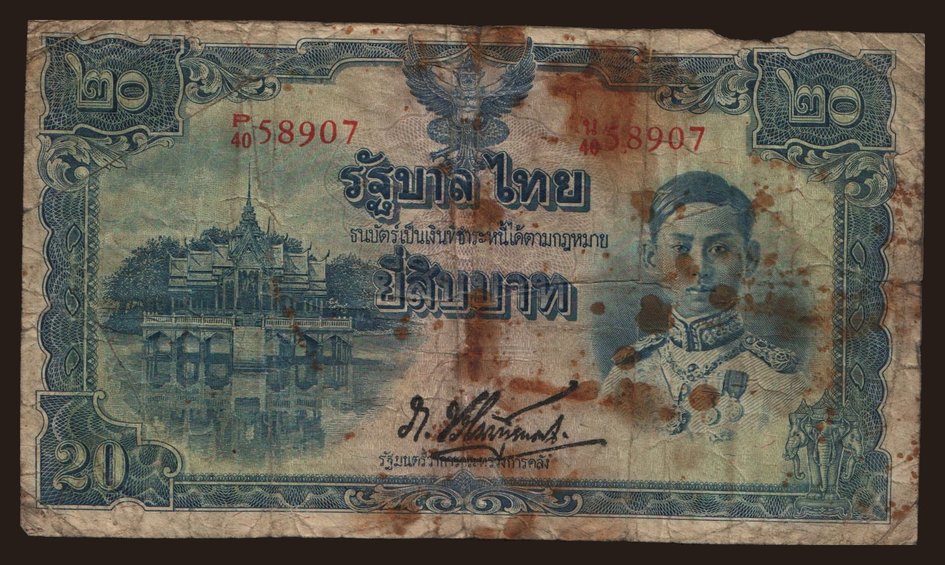 ๒๐ ๒๐
P/40 58907 น/40 58907
รัฐบาลไทย
ธนบัตร์เป็นเงินที่ชำระหนี้ได้ตามกฎหมาย
ยี่สิบบาท
รัฐมนตรีว่าการกระทรวงการคลัง
20